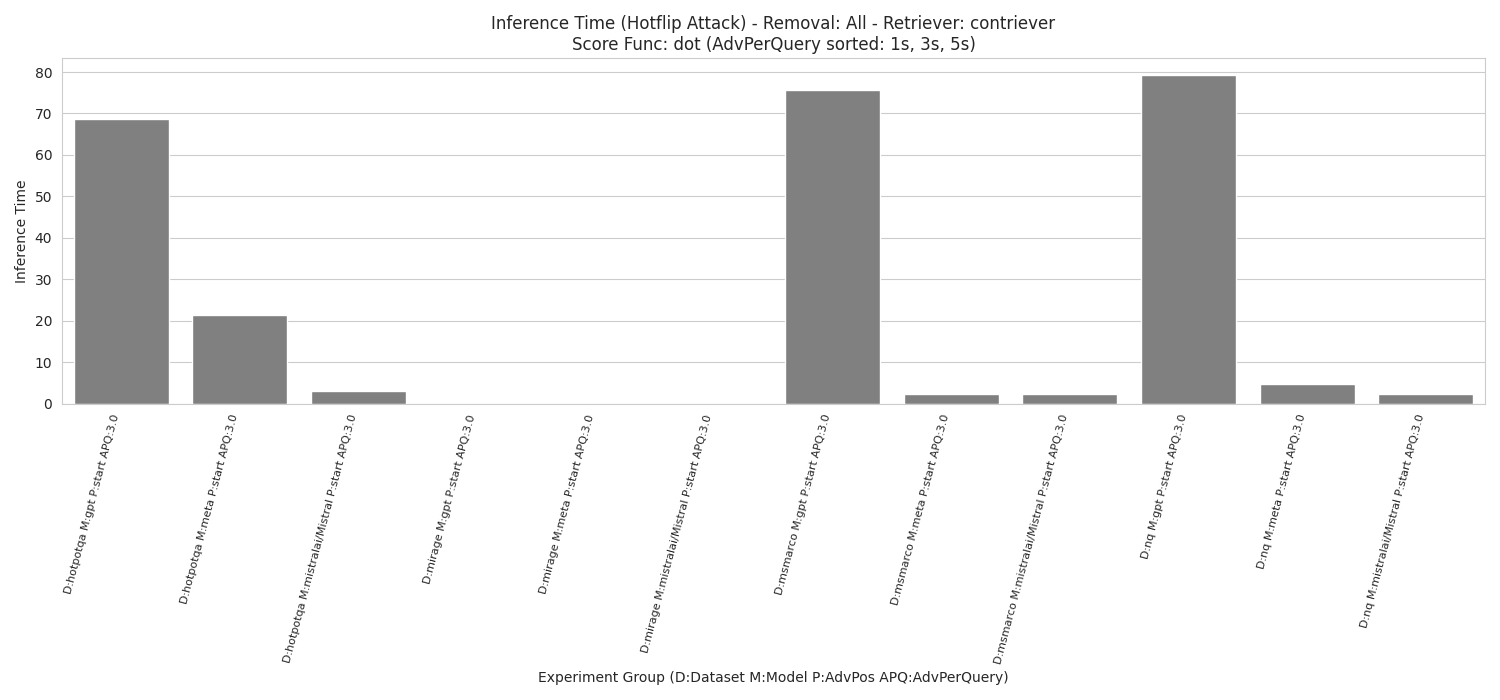 Inference Time (Hotflip Attack) - Removal: All - Retriever: contriever
Score Func: dot (AdvPerQuery sorted: 1s, 3s, 5s)
Inference Time
80
70
60
50
40
30
20
10
0
D:hotpotqa M:gpt P:start APQ:3.0
D:hotpotqa M:meta P:start APQ:3.0
D:hotpotqa M:mistralai/Mistral P:start APQ:3.0
D:mirage M:gpt P:start APQ:3.0
D:mirage M:meta P:start APQ:3.0
D:mirage M:mistralai/Mistral P:start APQ:3.0
D:msmarco M:gpt P:start APQ:3.0
D:msmarco M:meta P:start APQ:3.0
D:msmarco M:mistralai/Mistral P:start APQ:3.0
D:nq M:gpt P:start APQ:3.0
D:nq M:meta P:start APQ:3.0
D:nq M:mistralai/Mistral P:start APQ:3.0
Experiment Group (D:Dataset M:Model P:AdvPos APQ:AdvPerQuery)